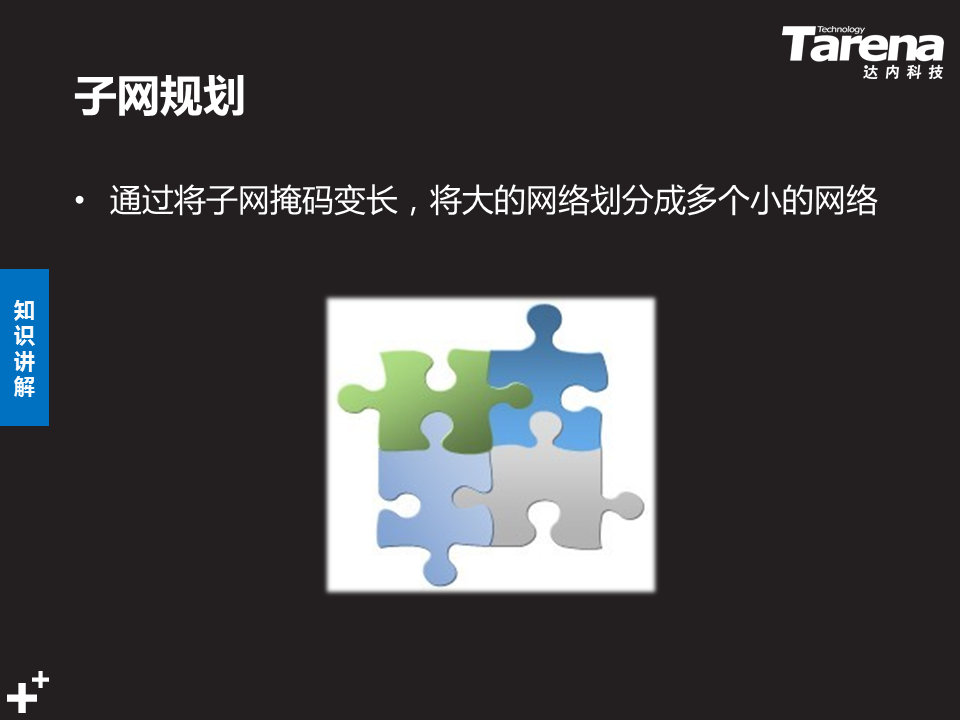 Technology
Tarena
达内科技
子网规划
• 通过将子网掩码变长，将大的网络划分成多个小的网络
知
识
讲
解